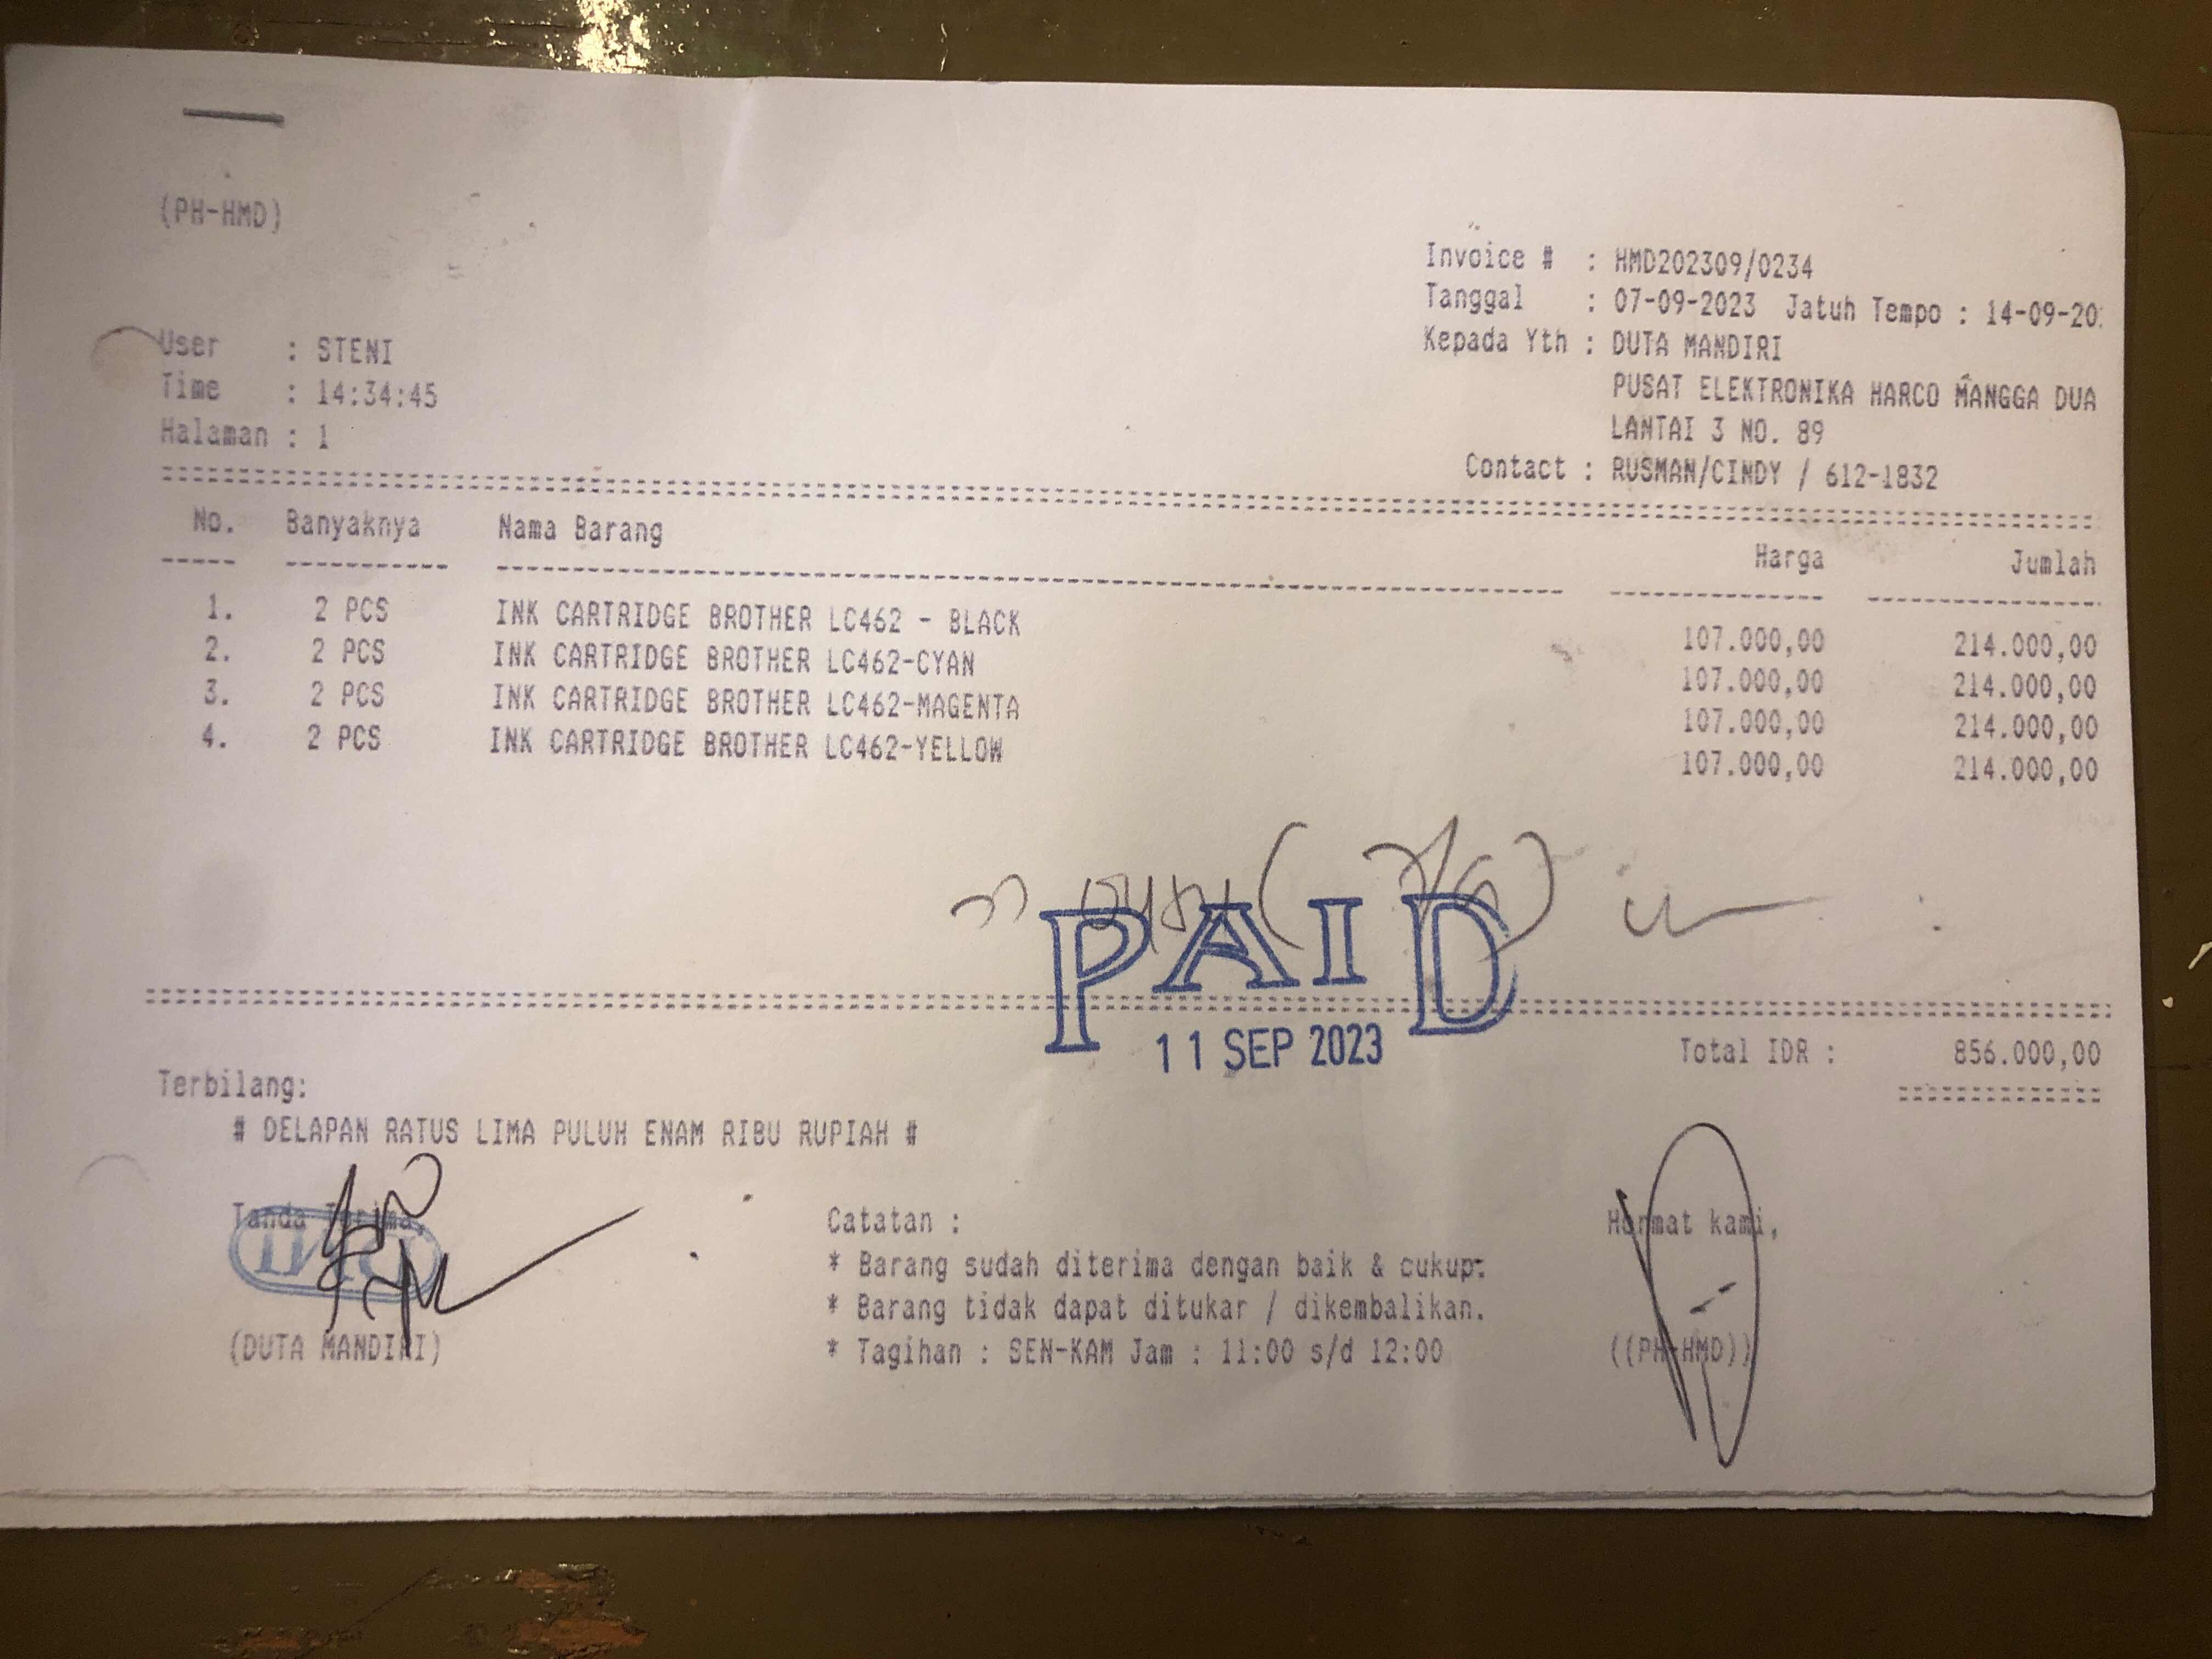 (PH-HMD)
Invoice # : HMD202309/0234
Tanggal : 07-09-2023 Jatuh Tempo : 14-09-20
Kepada Yth : DUTA MANDIRI
PUSAT ELEKTRONIKA HARCO MANGGA DUA
LANTAI 3 NO. 89
Contact : RUSMAN/CINDY / 612-1832
User : STENI
Time : 14:34:45
Halaman : 1
No. Banyaknya Nama Barang Harga Jumlah
1. 2 PCS INK CARTRIDGE BROTHER LC462 - BLACK 107.000,00 214.000,00
2. 2 PCS INK CARTRIDGE BROTHER LC462-CYAN 107.000,00 214.000,00
3. 2 PCS INK CARTRIDGE BROTHER LC462-MAGENTA 107.000,00 214.000,00
4. 2 PCS INK CARTRIDGE BROTHER LC462-YELLOW 107.000,00 214.000,00
PAID
11 SEP 2023
Total IDR : 856.000,00
Terbilang:
# DELAPAN RATUS LIMA PULUH ENAM RIBU RUPIAH #
Tanda Terima,
(DUTA MANDIRI)
Catatan :
* Barang sudah diterima dengan baik & cukup.
* Barang tidak dapat ditukar / dikembalikan.
* Tagihan : SEN-KAM Jam : 11:00 s/d 12:00
Hormat kami,
((PH-HMD))